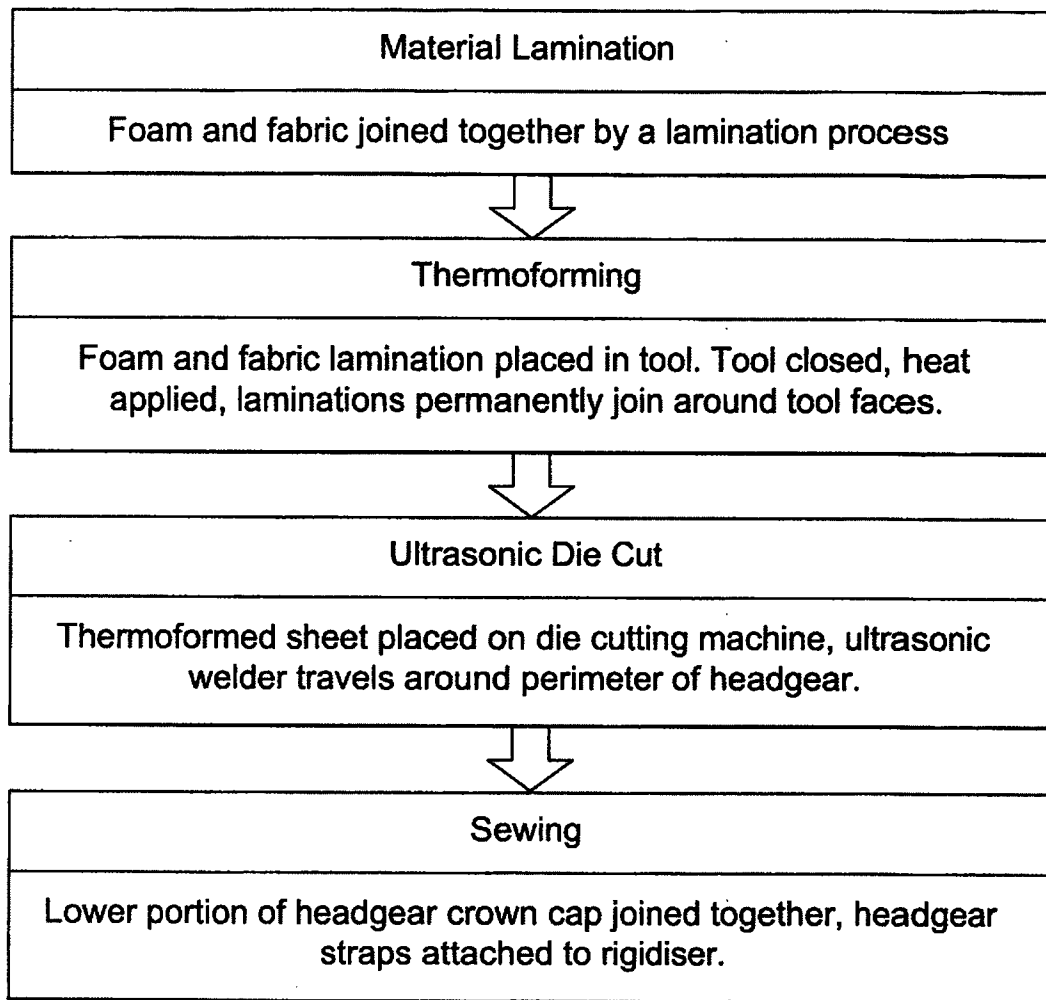 Material Lamination
Foam and fabric joined together by a lamination process
Thermoforming
Foam and fabric lamination placed in tool. Tool closed, heat
applied, laminations permanently join around tool faces.
Ultrasonic Die Cut
Thermoformed sheet placed on die cutting machine, ultrasonic
welder travels around perimeter of headgear.
Sewing
Lower portion of headgear crown cap joined together, headgear
straps attached to rigidiser.